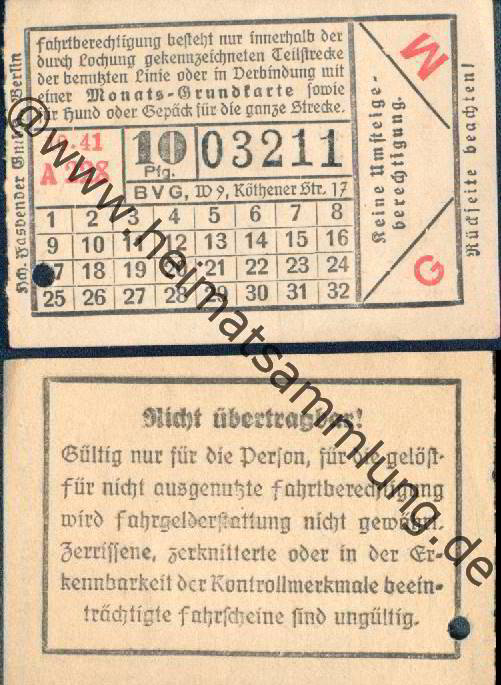 Fahrtberechtigung besteht nur innerhalb der
durch Lochung gekennzeichneten Teilstrecke
der benutzten Linie oder in Verbindung mit
einer Monats-Grundkarte sowie
für Hund oder Gepäck für die ganze Strecke.
41
A
10
Pfg.
03211
BVG, W 9, Köthener Str. 17
1 2 3 4 5 6 7 8
9 10 11 12 13 14 15 16
17 18 19 20 21 22 23 24
25 26 27 28 29 30 31 32
Keine Umsteige-
berechtigung.
M
G
Rückseite beachten!
Hch. Fasbender Berlin
Nicht übertragbar!
Gültig nur für die Person, für die gelöst-
für nicht ausgenutzte Fahrtberechtigung
wird Fahrgelderstattung nicht gewährt.
Zerrissene, zerknitterte oder in der Er-
kennbarkeit der Kontrollmerkmale beein-
trächtigte Fahrscheine sind ungültig.
@www.heimatsammlung.de